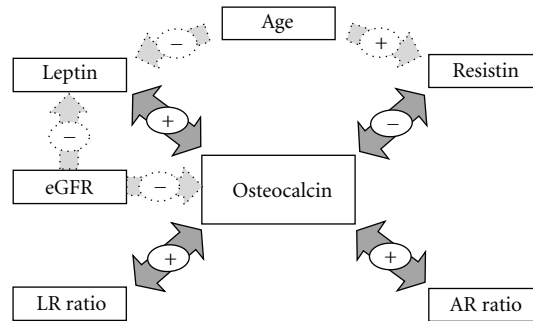 Age
−
+
Leptin
Resistin
+
−
−
eGFR
−
Osteocalcin
+
+
LR ratio
AR ratio